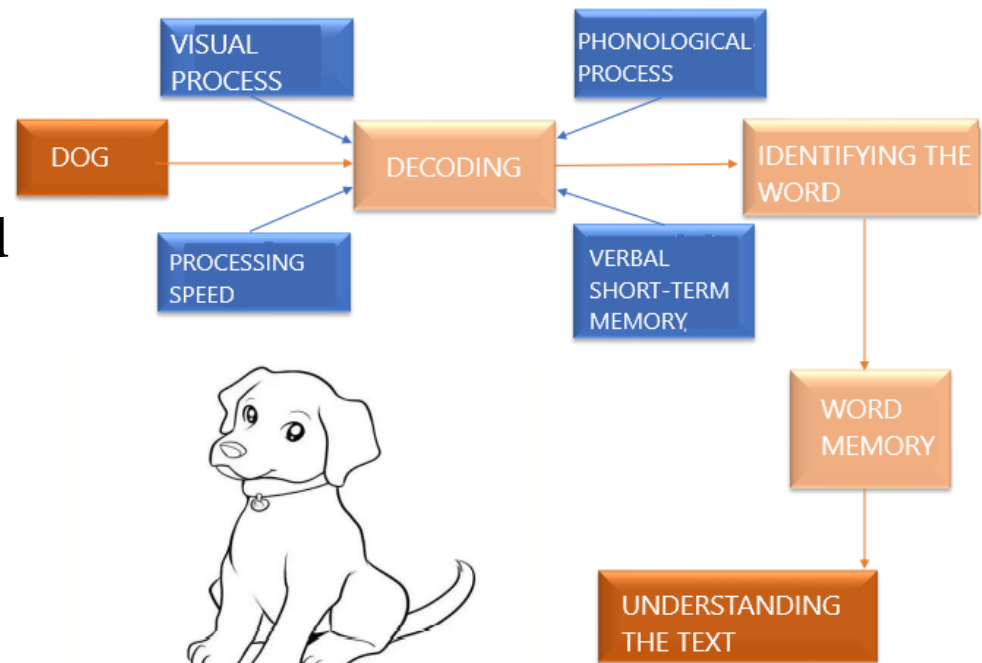 VISUAL
PROCESS
PHONOLOGICAL
PROCESS
DOG
DECODING
IDENTIFYING THE
WORD
PROCESSING
SPEED
VERBAL
SHORT-TERM
MEMORY
WORD
MEMORY
UNDERSTANDING
THE TEXT